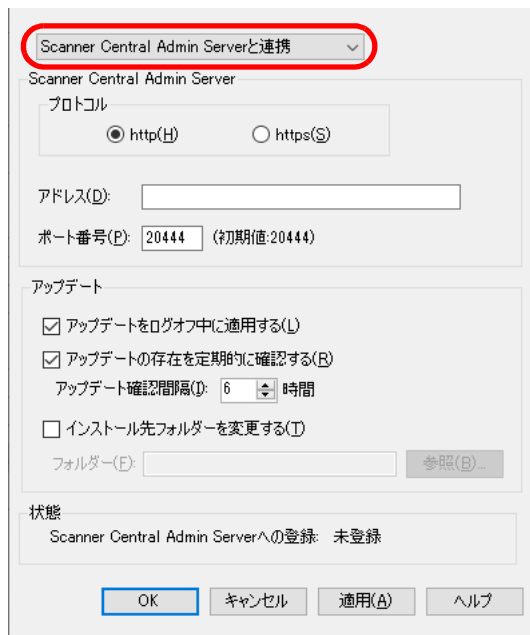 Scanner Central Admin Serverと連携
Scanner Central Admin Server
プロトコル
http(H) https(S)
アドレス(D):
ポート番号(P): 20444 (初期値:20444)
アップデート
アップデートをログオフ中に適用する(L)
アップデートの存在を定期的に確認する(R)
アップデート確認間隔(I): 6 時間
インストール先フォルダーを変更する(T)
フォルダー(F): 参照(B)...
状態
Scanner Central Admin Serverへの登録: 未登録
OK キャンセル 適用(A) ヘルプ